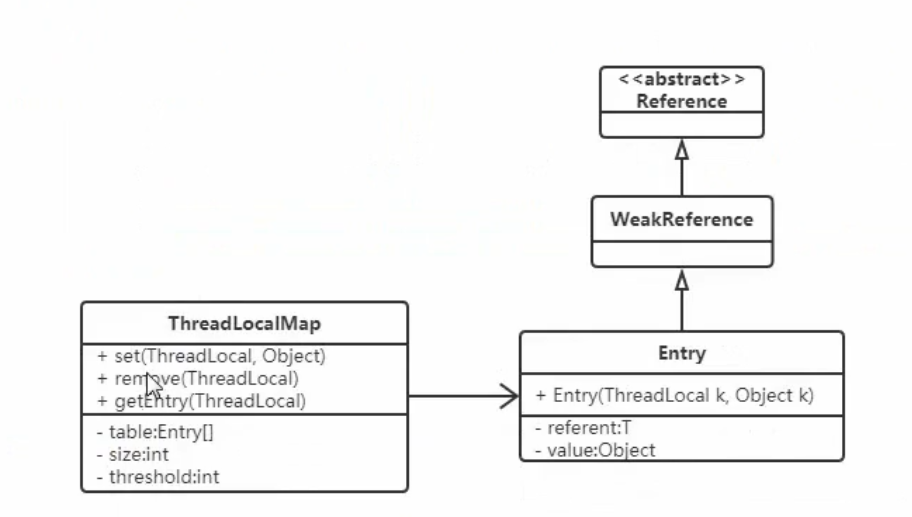 <<abstract>>
Reference
WeakReference
ThreadLocalMap
+ set(ThreadLocal, Object)
+ remove(ThreadLocal)
+ getEntry(ThreadLocal)
- table:Entry[]
- size:int
- threshold:int
Entry
+ Entry(ThreadLocal k, Object k)
- referent:T
- value:Object